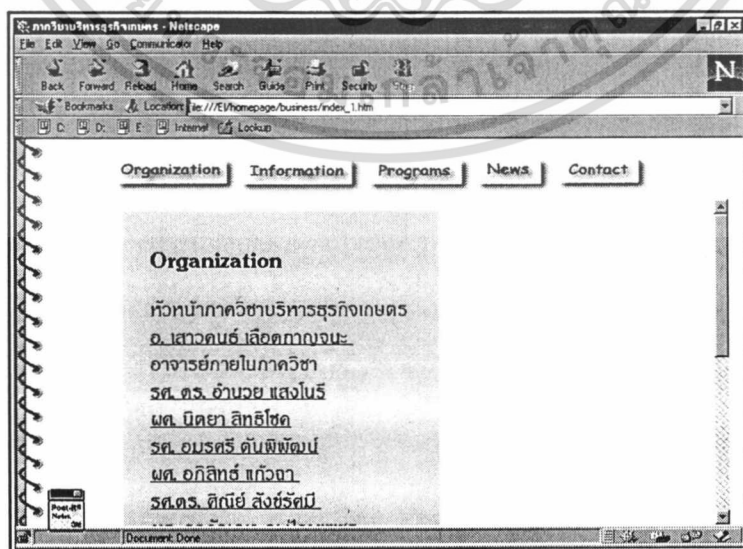 ภาควิชาบริหารธุรกิจเกษตร - Netscape
File Edit View Go Communicator Help
Back Forward Reload Home Search Guide Print Security Stop
N
Bookmarks Location: file:///E|/homepage/business/index_1.htm
C: D: E: Internet Lookup
Organization Information Programs News Contact
Organization
หัวหน้าภาควิชาบริหารธุรกิจเกษตร
อ. เสาวคนธ์ เลือดกาญจนะ
อาจารย์ภายในภาควิชา
รศ. ดร. อำนวย แสงโนรี
ผศ. นิตยา สิทธิโชค
รศ. อมรศรี ตันพิพัฒน์
ผศ. อภิสิทธิ์ แก้วฉา
รศ.ดร. ศิณีย์ สังข์รัศมี
Post-it® Notes
Document: Done